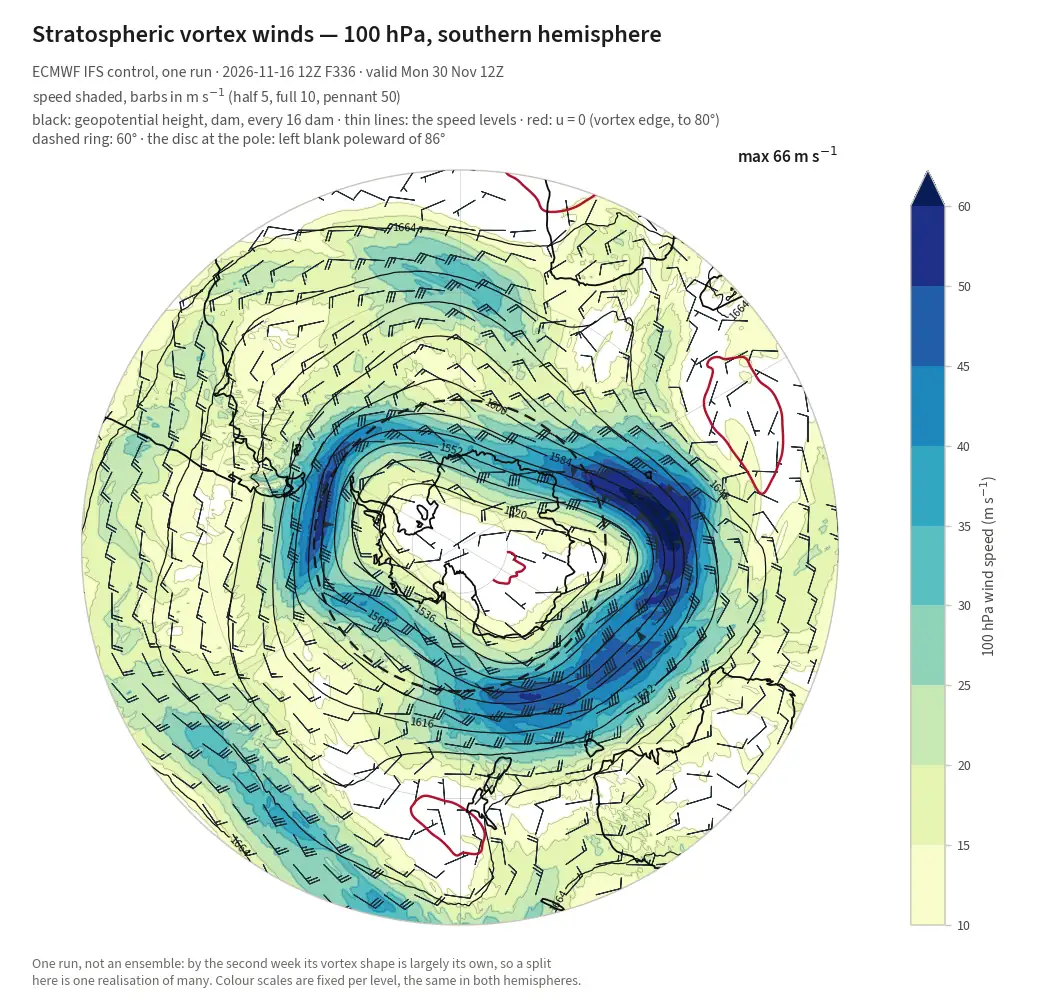 Stratospheric vortex winds — 100 hPa, southern hemisphere
ECMWF IFS control, one run · 2026-11-16 12Z F336 · valid Mon 30 Nov 12Z
speed shaded, barbs in m s⁻¹ (half 5, full 10, pennant 50)
black: geopotential height, dam, every 16 dam · thin lines: the speed levels · red: u = 0 (vortex edge, to 80°)
dashed ring: 60° · the disc at the pole: left blank poleward of 86°
max 66 m s⁻¹
60
50
45
40
35
30
25
20
15
10
100 hPa wind speed (m s⁻¹)
1664
1664
1600
1552
1584
1648
1520
1536
1568
1632
1616
1664
One run, not an ensemble: by the second week its vortex shape is largely its own, so a split
here is one realisation of many. Colour scales are fixed per level, the same in both hemispheres.